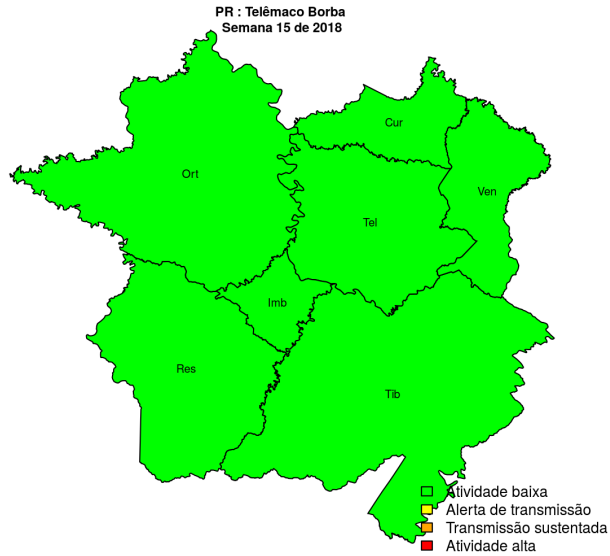 PR : Telêmaco Borba
Semana 15 de 2018
Cur
Ort
Ven
Tel
Imb
Res
Tib
Atividade baixa
Alerta de transmissão
Transmissão sustentada
Atividade alta